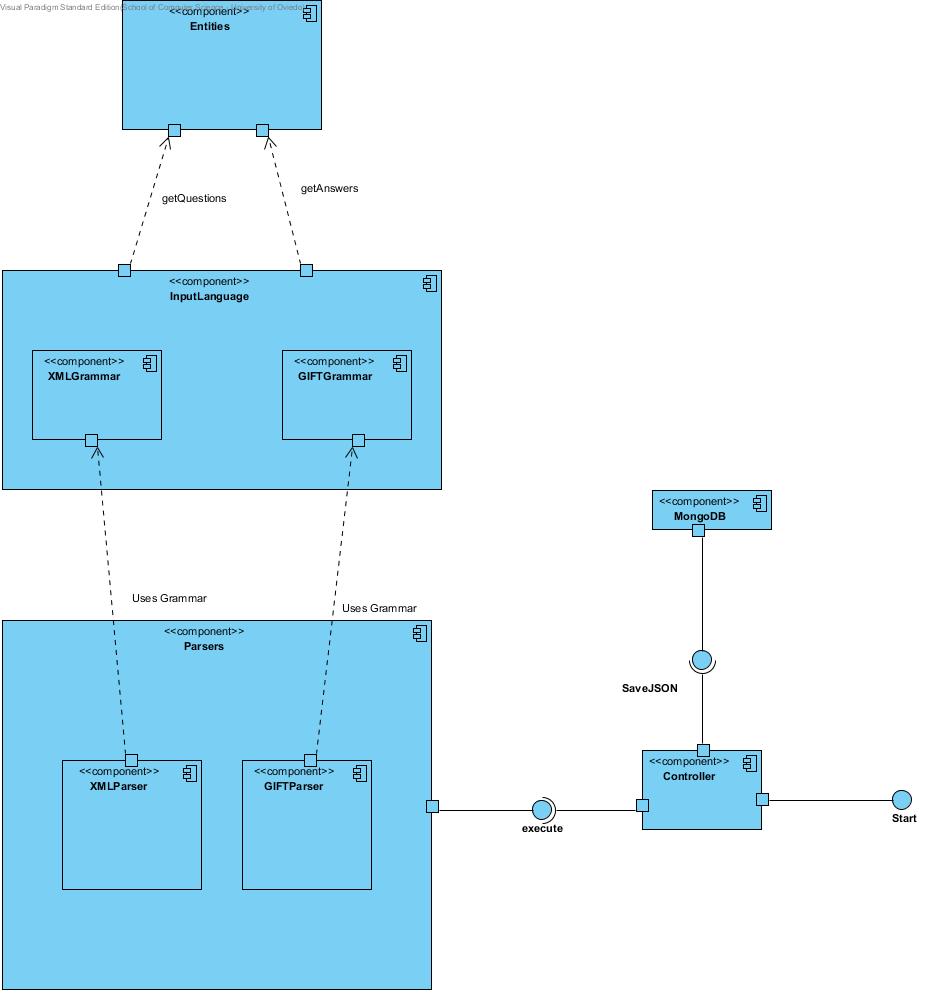 Visual Paradigm Standard Edition(School of Computer Science - University of Oviedo)
<<component>>
Entities
getQuestions
getAnswers
<<component>>
InputLanguage
<<component>>
XMLGrammar
<<component>>
GIFTGrammar
<<component>>
MongoDB
Uses Grammar
Uses Grammar
<<component>>
Parsers
SaveJSON
<<component>>
XMLParser
<<component>>
GIFTParser
<<component>>
Controller
execute
Start